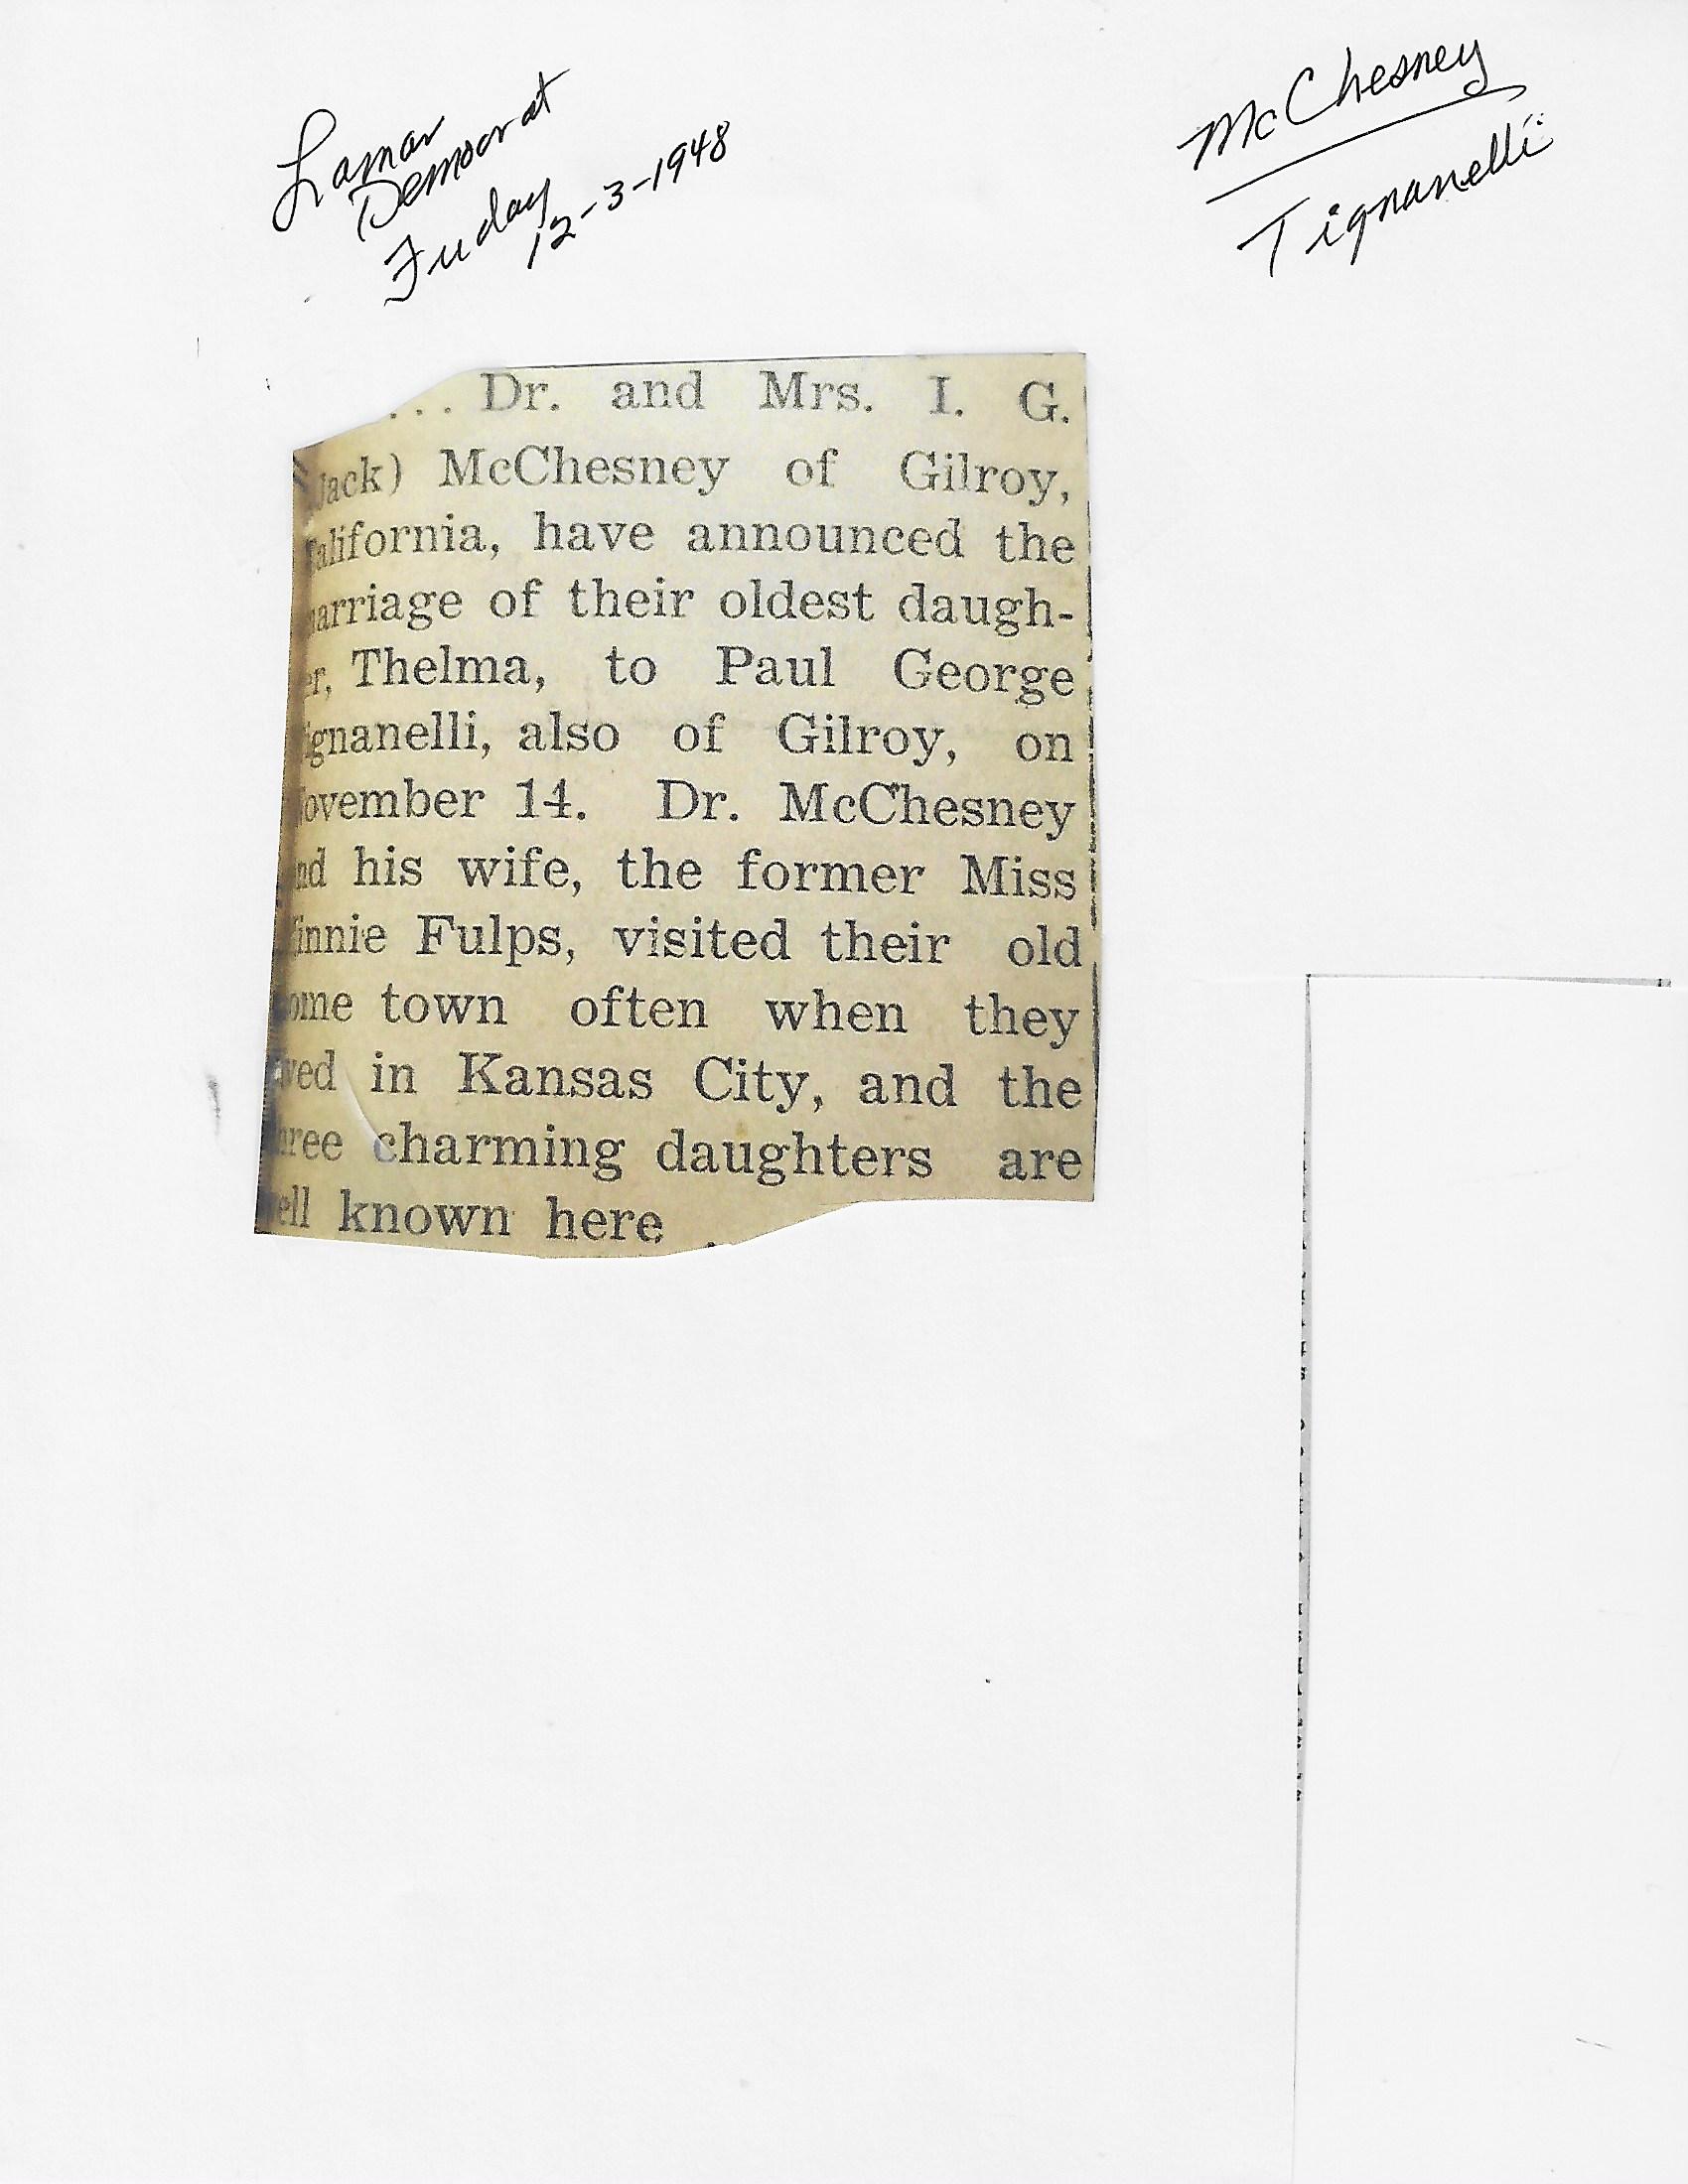 Lamar
Democrat
Friday
12-3-1948
McChesney
Tignanelli
... Dr. and Mrs. I. G.
(Jack) McChesney of Gilroy,
alifornia, have announced the
arriage of their oldest daugh-
er, Thelma, to Paul George
ignanelli, also of Gilroy, on
ovember 14. Dr. McChesney
nd his wife, the former Miss
innie Fulps, visited their old
ome town often when they
ved in Kansas City, and the
hree charming daughters are
ell known here .